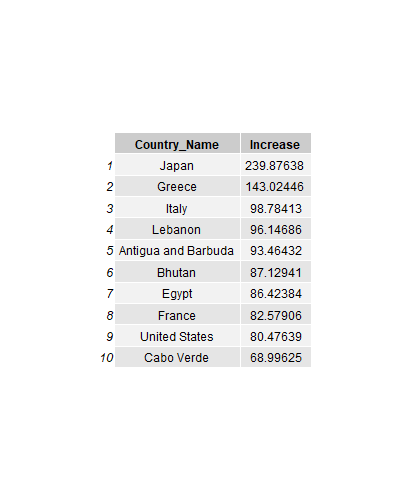 Country_Name Increase
1 Japan 239.87638
2 Greece 143.02446
3 Italy 98.78413
4 Lebanon 96.14686
5 Antigua and Barbuda 93.46432
6 Bhutan 87.12941
7 Egypt 86.42384
8 France 82.57906
9 United States 80.47639
10 Cabo Verde 68.99625